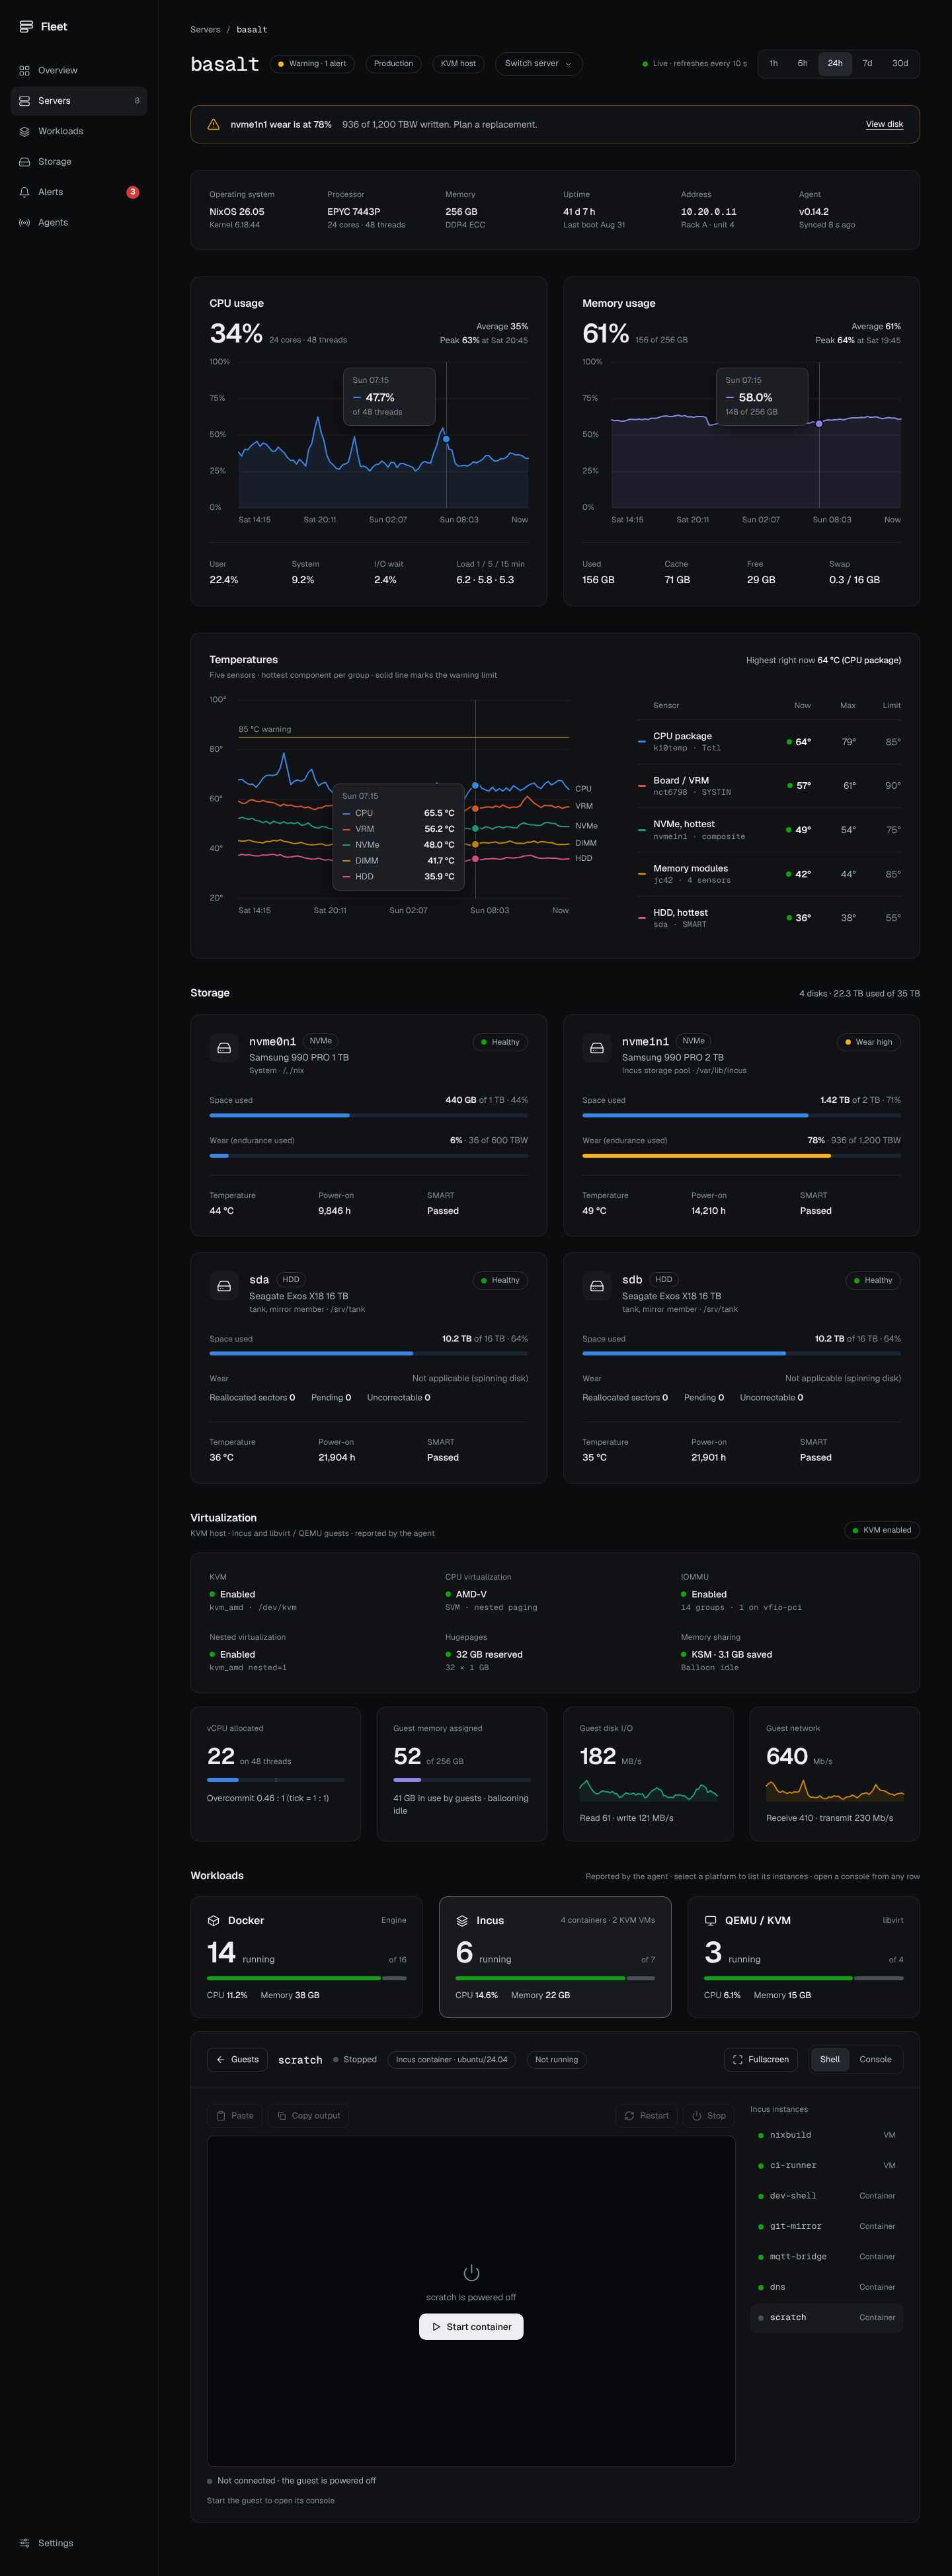 Fleet
Overview
Servers 8
Workloads
Storage
Alerts 3
Agents
Settings
Servers / basalt
basalt Warning · 1 alert Production KVM host Switch server Live · refreshes every 10 s 1h 6h 24h 7d 30d
nvme1n1 wear is at 78% 936 of 1,200 TBW written. Plan a replacement. View disk
Operating system Processor Memory Uptime Address Agent
NixOS 26.05 EPYC 7443P 256 GB 41 d 7 h 10.20.0.11 v0.14.2
Kernel 6.18.44 24 cores · 48 threads DDR4 ECC Last boot Aug 31 Rack A · unit 4 Synced 8 s ago
CPU usage
34% 24 cores · 48 threads
Average 35%
Peak 63% at Sat 20:45
100%
75%
50%
25%
0%
Sun 07:15
47.7%
of 48 threads
Sat 14:15 Sat 20:11 Sun 02:07 Sun 08:03 Now
User System I/O wait Load 1 / 5 / 15 min
22.4% 9.2% 2.4% 6.2 · 5.8 · 5.3
Memory usage
61% 156 of 256 GB
Average 61%
Peak 64% at Sat 19:45
100%
75%
50%
25%
0%
Sun 07:15
58.0%
148 of 256 GB
Sat 14:15 Sat 20:11 Sun 02:07 Sun 08:03 Now
Used Cache Free Swap
156 GB 71 GB 29 GB 0.3 / 16 GB
Temperatures
Five sensors · hottest component per group · solid line marks the warning limit
Highest right now 64 °C (CPU package)
100°
85 °C warning
80°
60°
40°
20°
Sun 07:15
CPU 65.5 °C
VRM 56.2 °C
NVMe 48.0 °C
DIMM 41.7 °C
HDD 35.9 °C
CPU
VRM
NVMe
DIMM
HDD
Sat 14:15 Sat 20:11 Sun 02:07 Sun 08:03 Now
Sensor Now Max Limit
CPU package 64° 79° 85°
k10temp · Tctl
Board / VRM 57° 61° 90°
nct6798 · SYSTIN
NVMe, hottest 49° 54° 75°
nvme1n1 · composite
Memory modules 42° 44° 85°
jc42 · 4 sensors
HDD, hottest 36° 38° 55°
sda · SMART
Storage 4 disks · 22.3 TB used of 35 TB
nvme0n1 NVMe Healthy
Samsung 990 PRO 1 TB
System · /, /nix
Space used 440 GB of 1 TB · 44%
Wear (endurance used) 6% · 36 of 600 TBW
Temperature Power-on SMART
44 °C 9,846 h Passed
nvme1n1 NVMe Wear high
Samsung 990 PRO 2 TB
Incus storage pool · /var/lib/incus
Space used 1.42 TB of 2 TB · 71%
Wear (endurance used) 78% · 936 of 1,200 TBW
Temperature Power-on SMART
49 °C 14,210 h Passed
sda HDD Healthy
Seagate Exos X18 16 TB
tank, mirror member · /srv/tank
Space used 10.2 TB of 16 TB · 64%
Wear Not applicable (spinning disk)
Reallocated sectors 0 Pending 0 Uncorrectable 0
Temperature Power-on SMART
36 °C 21,904 h Passed
sdb HDD Healthy
Seagate Exos X18 16 TB
tank, mirror member · /srv/tank
Space used 10.2 TB of 16 TB · 64%
Wear Not applicable (spinning disk)
Reallocated sectors 0 Pending 0 Uncorrectable 0
Temperature Power-on SMART
35 °C 21,901 h Passed
Virtualization
KVM host · Incus and libvirt / QEMU guests · reported by the agent
KVM enabled
KVM CPU virtualization IOMMU
Enabled AMD-V Enabled
kvm_amd · /dev/kvm SVM · nested paging 14 groups · 1 on vfio-pci
Nested virtualization Hugepages Memory sharing
Enabled 32 GB reserved KSM · 3.1 GB saved
kvm_amd nested=1 32 × 1 GB Balloon idle
vCPU allocated
22 on 48 threads
Overcommit 0.46 : 1 (tick = 1 : 1)
Guest memory assigned
52 of 256 GB
41 GB in use by guests · ballooning
idle
Guest disk I/O
182 MB/s
Read 61 · write 121 MB/s
Guest network
640 Mb/s
Receive 410 · transmit 230 Mb/s
Workloads Reported by the agent · select a platform to list its instances · open a console from any row
Docker Engine
14 running of 16
CPU 11.2% Memory 38 GB
Incus 4 containers · 2 KVM VMs
6 running of 7
CPU 14.6% Memory 22 GB
QEMU / KVM libvirt
3 running of 4
CPU 6.1% Memory 15 GB
Guests scratch Stopped Incus container · ubuntu/24.04 Not running Fullscreen Shell Console
Paste Copy output Restart Stop
scratch is powered off
Start container
Not connected · the guest is powered off
Start the guest to open its console
Incus instances
nixbuild VM
ci-runner VM
dev-shell Container
git-mirror Container
mqtt-bridge Container
dns Container
scratch Container